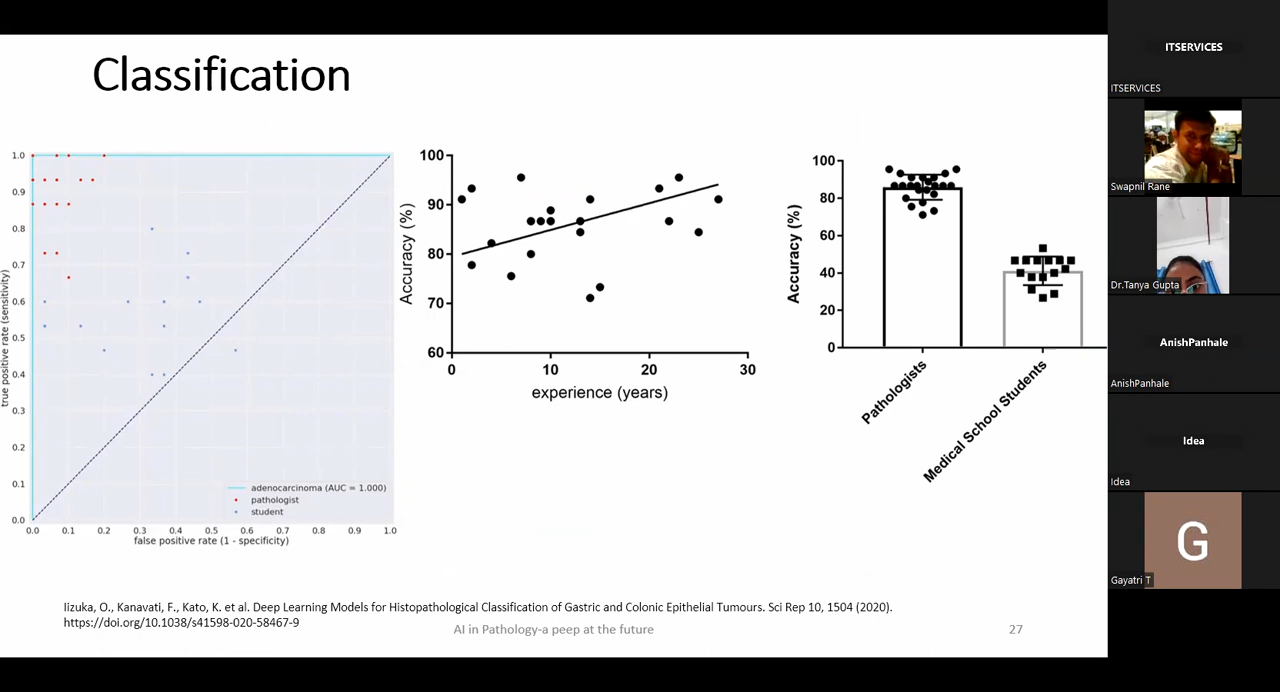 Classification
1.0
0.9
0.8
0.7
0.6
0.5
0.4
0.3
0.2
0.1
0.0
true positive rate (sensitivity)
adenocarcinoma (AUC = 1.000)
pathologist
student
0.0 0.1 0.2 0.3 0.4 0.5 0.6 0.7 0.8 0.9 1.0
false positive rate (1 - specificity)
100
90
80
70
60
Accuracy (%)
0 10 20 30
experience (years)
100
80
60
40
20
0
Accuracy (%)
Pathologists
Medical School Students
Iizuka, O., Kanavati, F., Kato, K. et al. Deep Learning Models for Histopathological Classification of Gastric and Colonic Epithelial Tumours. Sci Rep 10, 1504 (2020).
https://doi.org/10.1038/s41598-020-58467-9
AI in Pathology-a peep at the future
27
ITSERVICES
ITSERVICES
Swapnil Rane
Dr.Tanya Gupta
AnishPanhale
AnishPanhale
Idea
Idea
G
Gayatri T